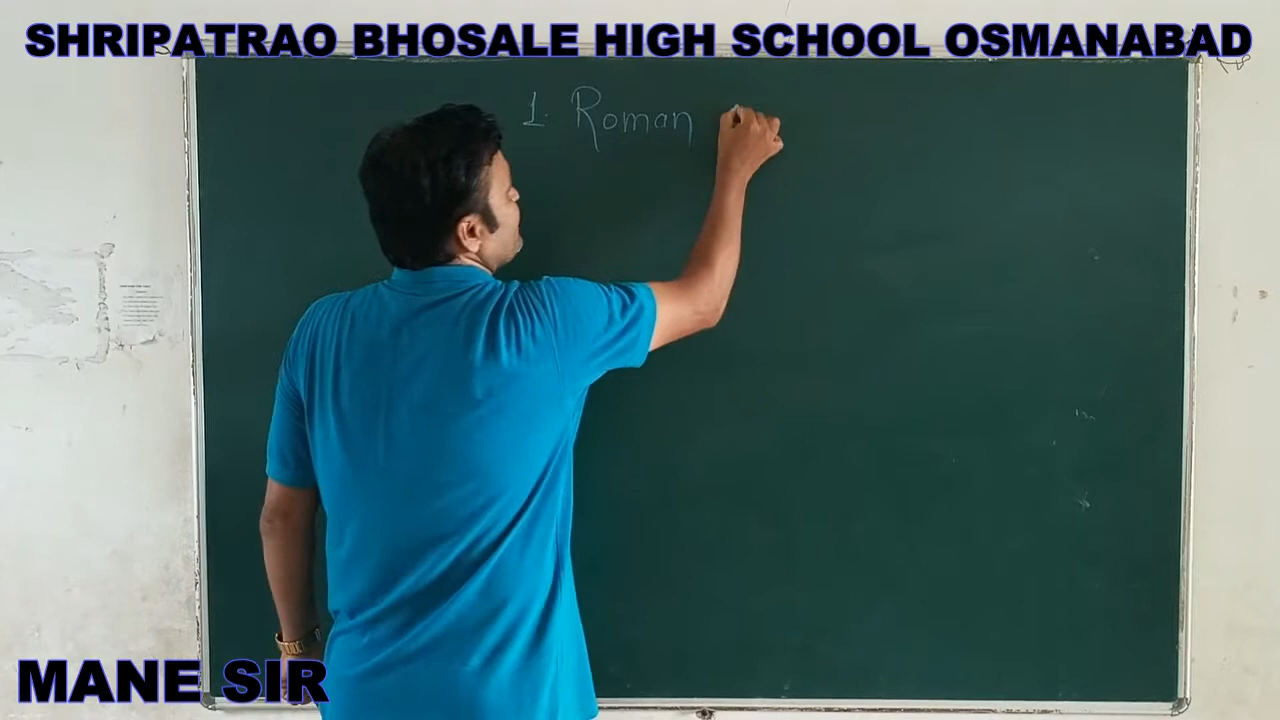 SHRIPATRAO BHOSALE HIGH SCHOOL OSMANABAD
1. Roman
MANE SIR